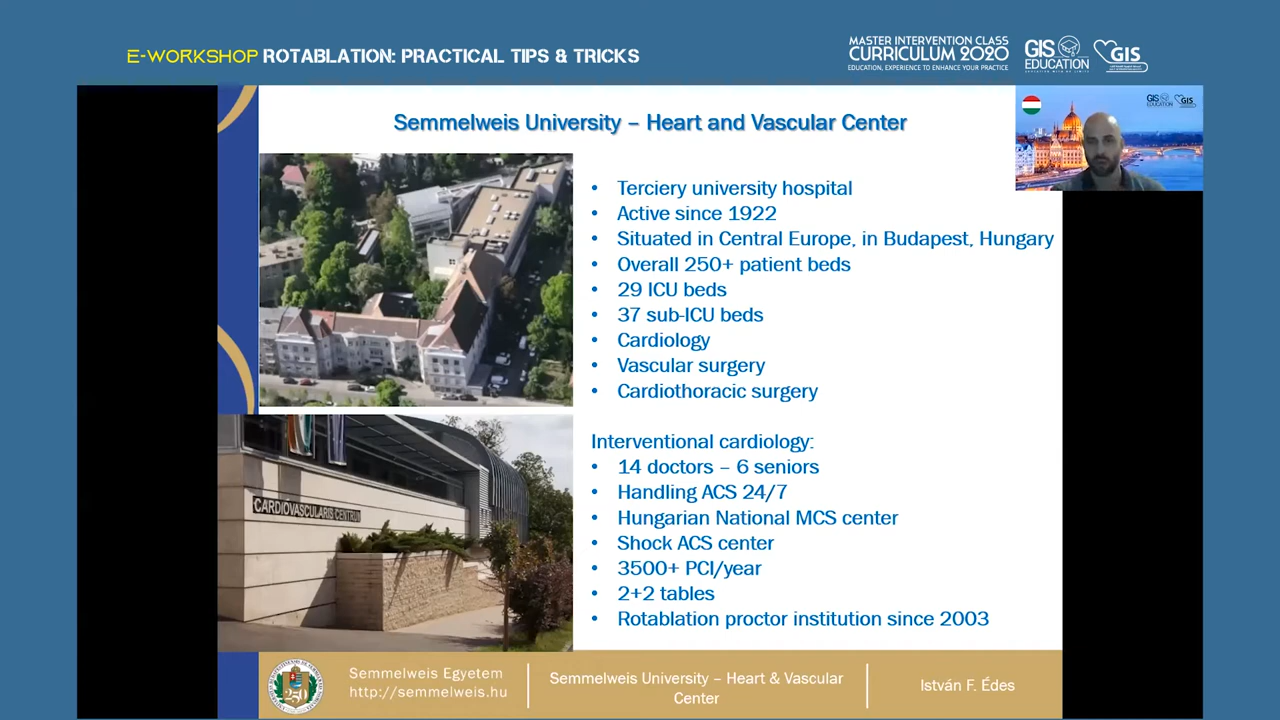 E-WORKSHOP ROTABLATION: PRACTICAL TIPS & TRICKS
MASTER INTERVENTION CLASS
CURRICULUM 2020
EDUCATION, EXPERIENCE TO ENHANCE YOUR PRACTICE
GIS
EDUCATION
GIS
Semmelweis University – Heart and Vascular Center
GIS
EDUCATION
GIS
• Terciery university hospital
• Active since 1922
• Situated in Central Europe, in Budapest, Hungary
• Overall 250+ patient beds
• 29 ICU beds
• 37 sub-ICU beds
• Cardiology
• Vascular surgery
• Cardiothoracic surgery
CARDIOVASCULARIS CENTRUM
Interventional cardiology:
• 14 doctors – 6 seniors
• Handling ACS 24/7
• Hungarian National MCS center
• Shock ACS center
• 3500+ PCI/year
• 2+2 tables
• Rotablation proctor institution since 2003
250
Semmelweis Egyetem
http://semmelweis.hu
Semmelweis University – Heart & Vascular
Center
István F. Édes